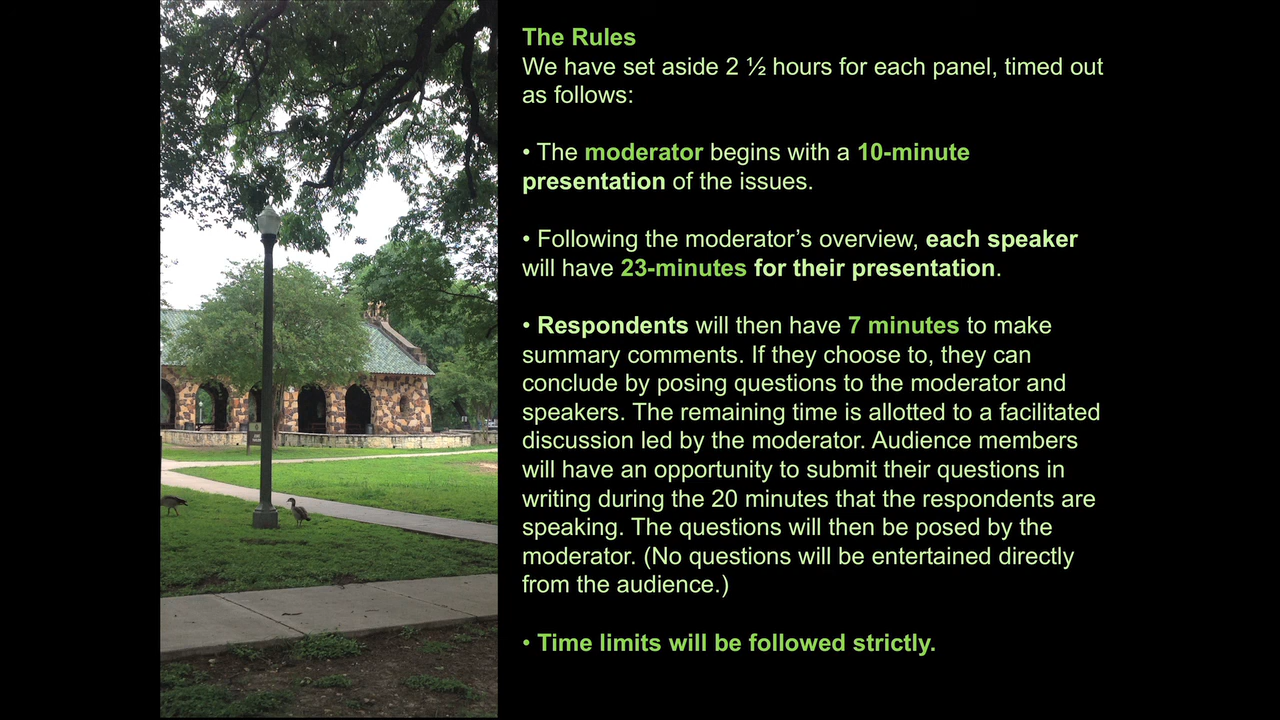 The Rules
We have set aside 2 ½ hours for each panel, timed out
as follows:
• The moderator begins with a 10-minute
presentation of the issues.
• Following the moderator’s overview, each speaker
will have 23-minutes for their presentation.
• Respondents will then have 7 minutes to make
summary comments. If they choose to, they can
conclude by posing questions to the moderator and
speakers. The remaining time is allotted to a facilitated
discussion led by the moderator. Audience members
will have an opportunity to submit their questions in
writing during the 20 minutes that the respondents are
speaking. The questions will then be posed by the
moderator. (No questions will be entertained directly
from the audience.)
• Time limits will be followed strictly.